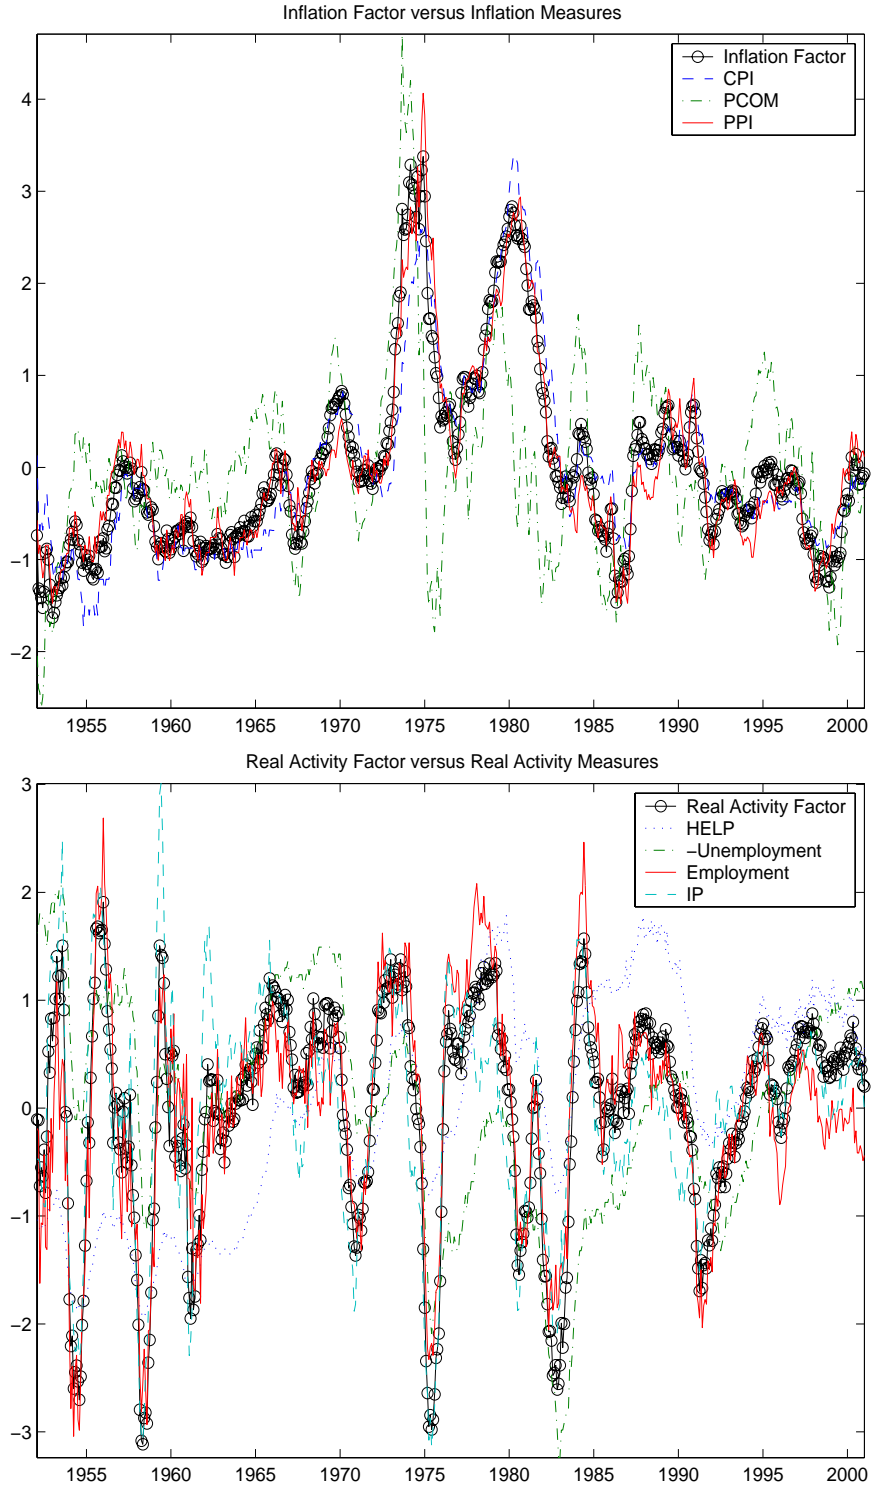 Inflation Factor versus Inflation Measures
Inflation Factor
CPI
PCOM
PPI
4
3
2
1
0
−1
−2
1955 1960 1965 1970 1975 1980 1985 1990 1995 2000
Real Activity Factor versus Real Activity Measures
Real Activity Factor
HELP
−Unemployment
Employment
IP
3
2
1
0
−1
−2
−3
1955 1960 1965 1970 1975 1980 1985 1990 1995 2000